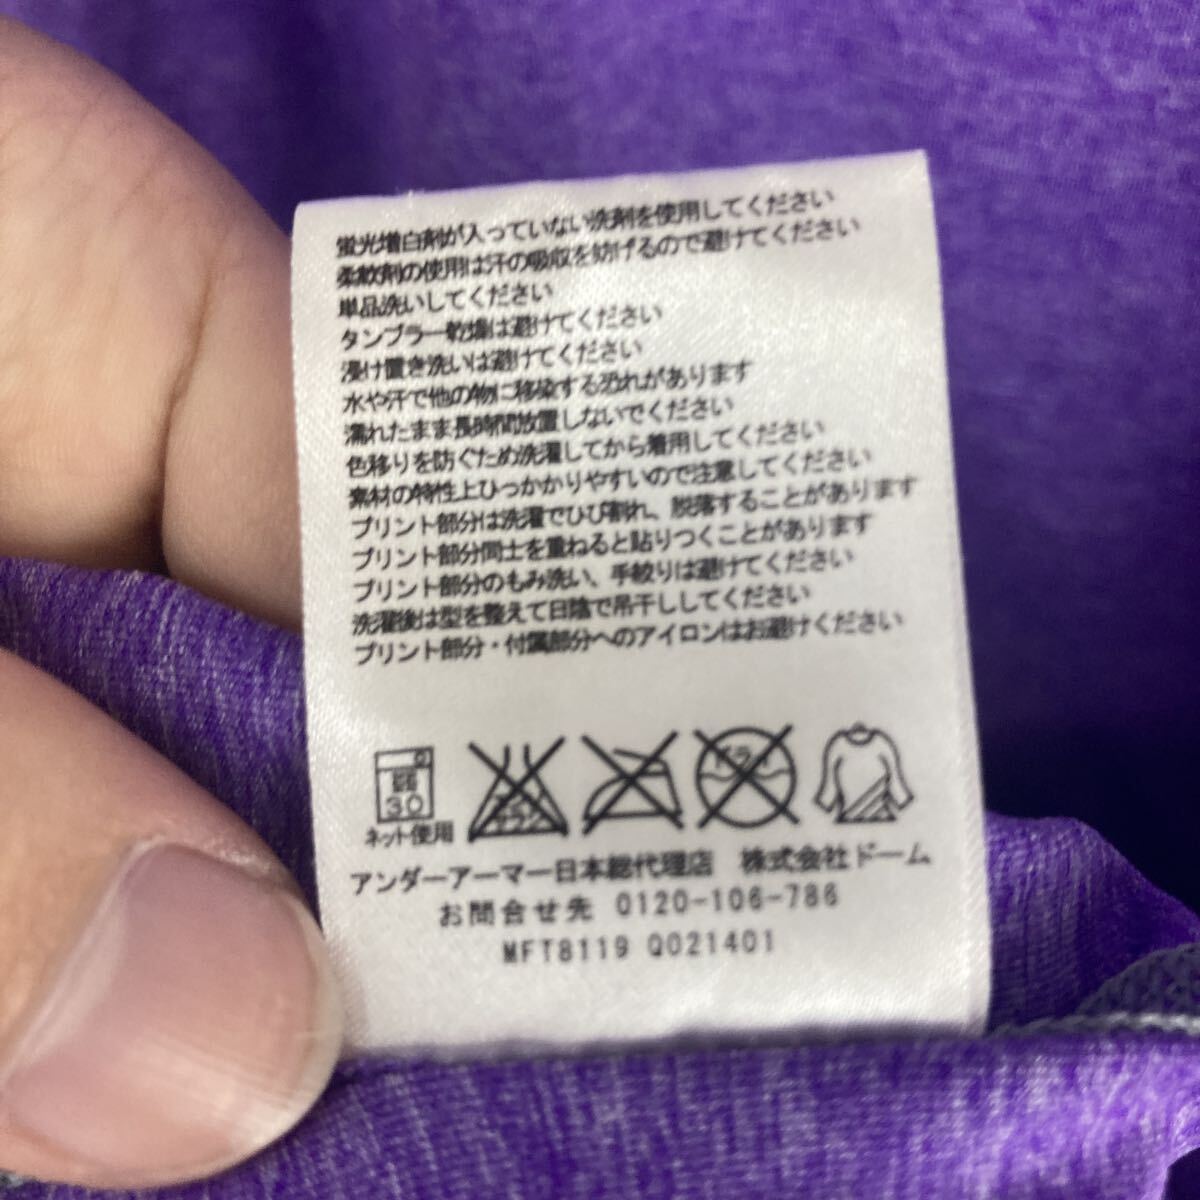 蛍光増白剤が入っていない洗剤を使用してください
柔軟剤の使用は汗の吸収を妨げるので避けてください
単品洗いしてください
タンブラー乾燥は避けてください
浸け置き洗いは避けてください
水や汗で他の物に移染する恐れがあります
濡れたまま長時間放置しないでください
色移りを防ぐため洗濯してから着用してください
素材の特性上ひっかかりやすいので注意してください
プリント部分は洗濯でひび割れ、脱落することがあります
プリント部分同士を重ねると貼りつくことがあります
プリント部分のもみ洗い、手絞りは避けてください
洗濯後は型を整えて日陰で吊干ししてください
プリント部分・付属部分へのアイロンはお避けください
弱
30
ネット使用
エンソ
サラシ
ドライ
アンダーアーマー日本総代理店 株式会社ドーム
お問合せ先 0120-106-786
MFT8119 Q021401